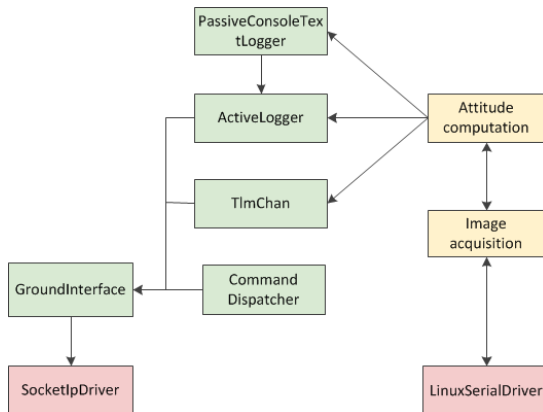 PassiveConsoleTex
tLogger
ActiveLogger
Attitude
computation
TlmChan
Image
acquisition
GroundInterface
Command
Dispatcher
SocketIpDriver
LinuxSerialDriver